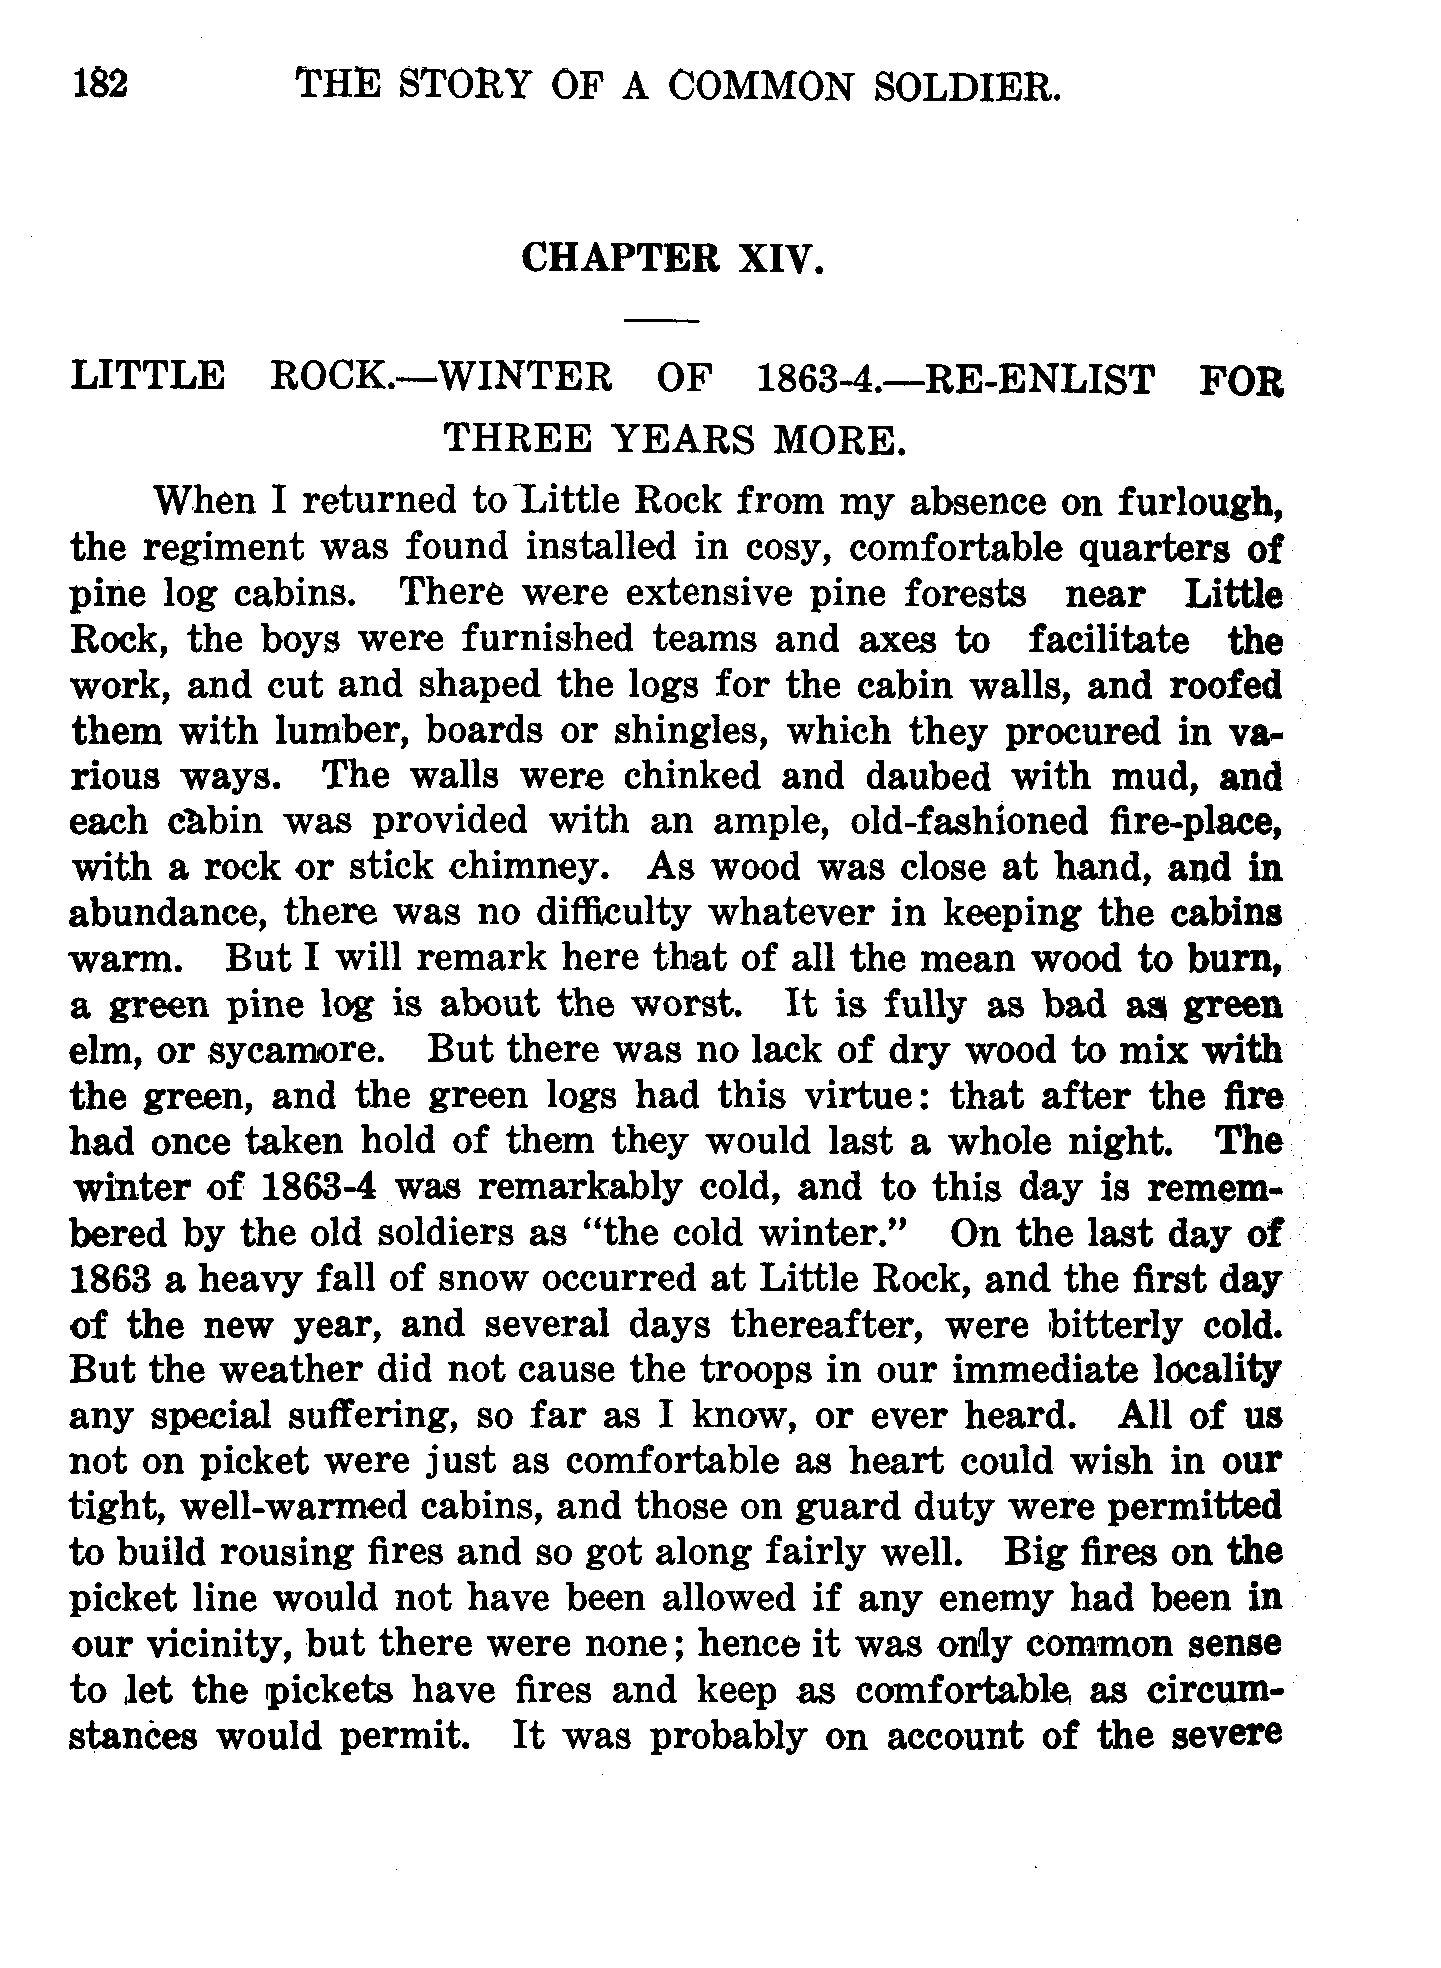 182 THE STORY OF A COMMON SOLDIER.
CHAPTER XIV.
LITTLE ROCK.—WINTER OF 1863-4.—RE-ENLIST FOR
THREE YEARS MORE.
When I returned to Little Rock from my absence on furlough,
the regiment was found installed in cosy, comfortable quarters of
pine log cabins. There were extensive pine forests near Little
Rock, the boys were furnished teams and axes to facilitate the
work, and cut and shaped the logs for the cabin walls, and roofed
them with lumber, boards or shingles, which they procured in va-
rious ways. The walls were chinked and daubed with mud, and
each cabin was provided with an ample, old-fashioned fire-place,
with a rock or stick chimney. As wood was close at hand, and in
abundance, there was no difficulty whatever in keeping the cabins
warm. But I will remark here that of all the mean wood to burn,
a green pine log is about the worst. It is fully as bad as green
elm, or sycamore. But there was no lack of dry wood to mix with
the green, and the green logs had this virtue: that after the fire
had once taken hold of them they would last a whole night. The
winter of 1863-4 was remarkably cold, and to this day is remem-
bered by the old soldiers as "the cold winter." On the last day of
1863 a heavy fall of snow occurred at Little Rock, and the first day
of the new year, and several days thereafter, were bitterly cold.
But the weather did not cause the troops in our immediate locality
any special suffering, so far as I know, or ever heard. All of us
not on picket were just as comfortable as heart could wish in our
tight, well-warmed cabins, and those on guard duty were permitted
to build rousing fires and so got along fairly well. Big fires on the
picket line would not have been allowed if any enemy had been in
our vicinity, but there were none; hence it was only common sense
to let the pickets have fires and keep as comfortable as circum-
stances would permit. It was probably on account of the severe